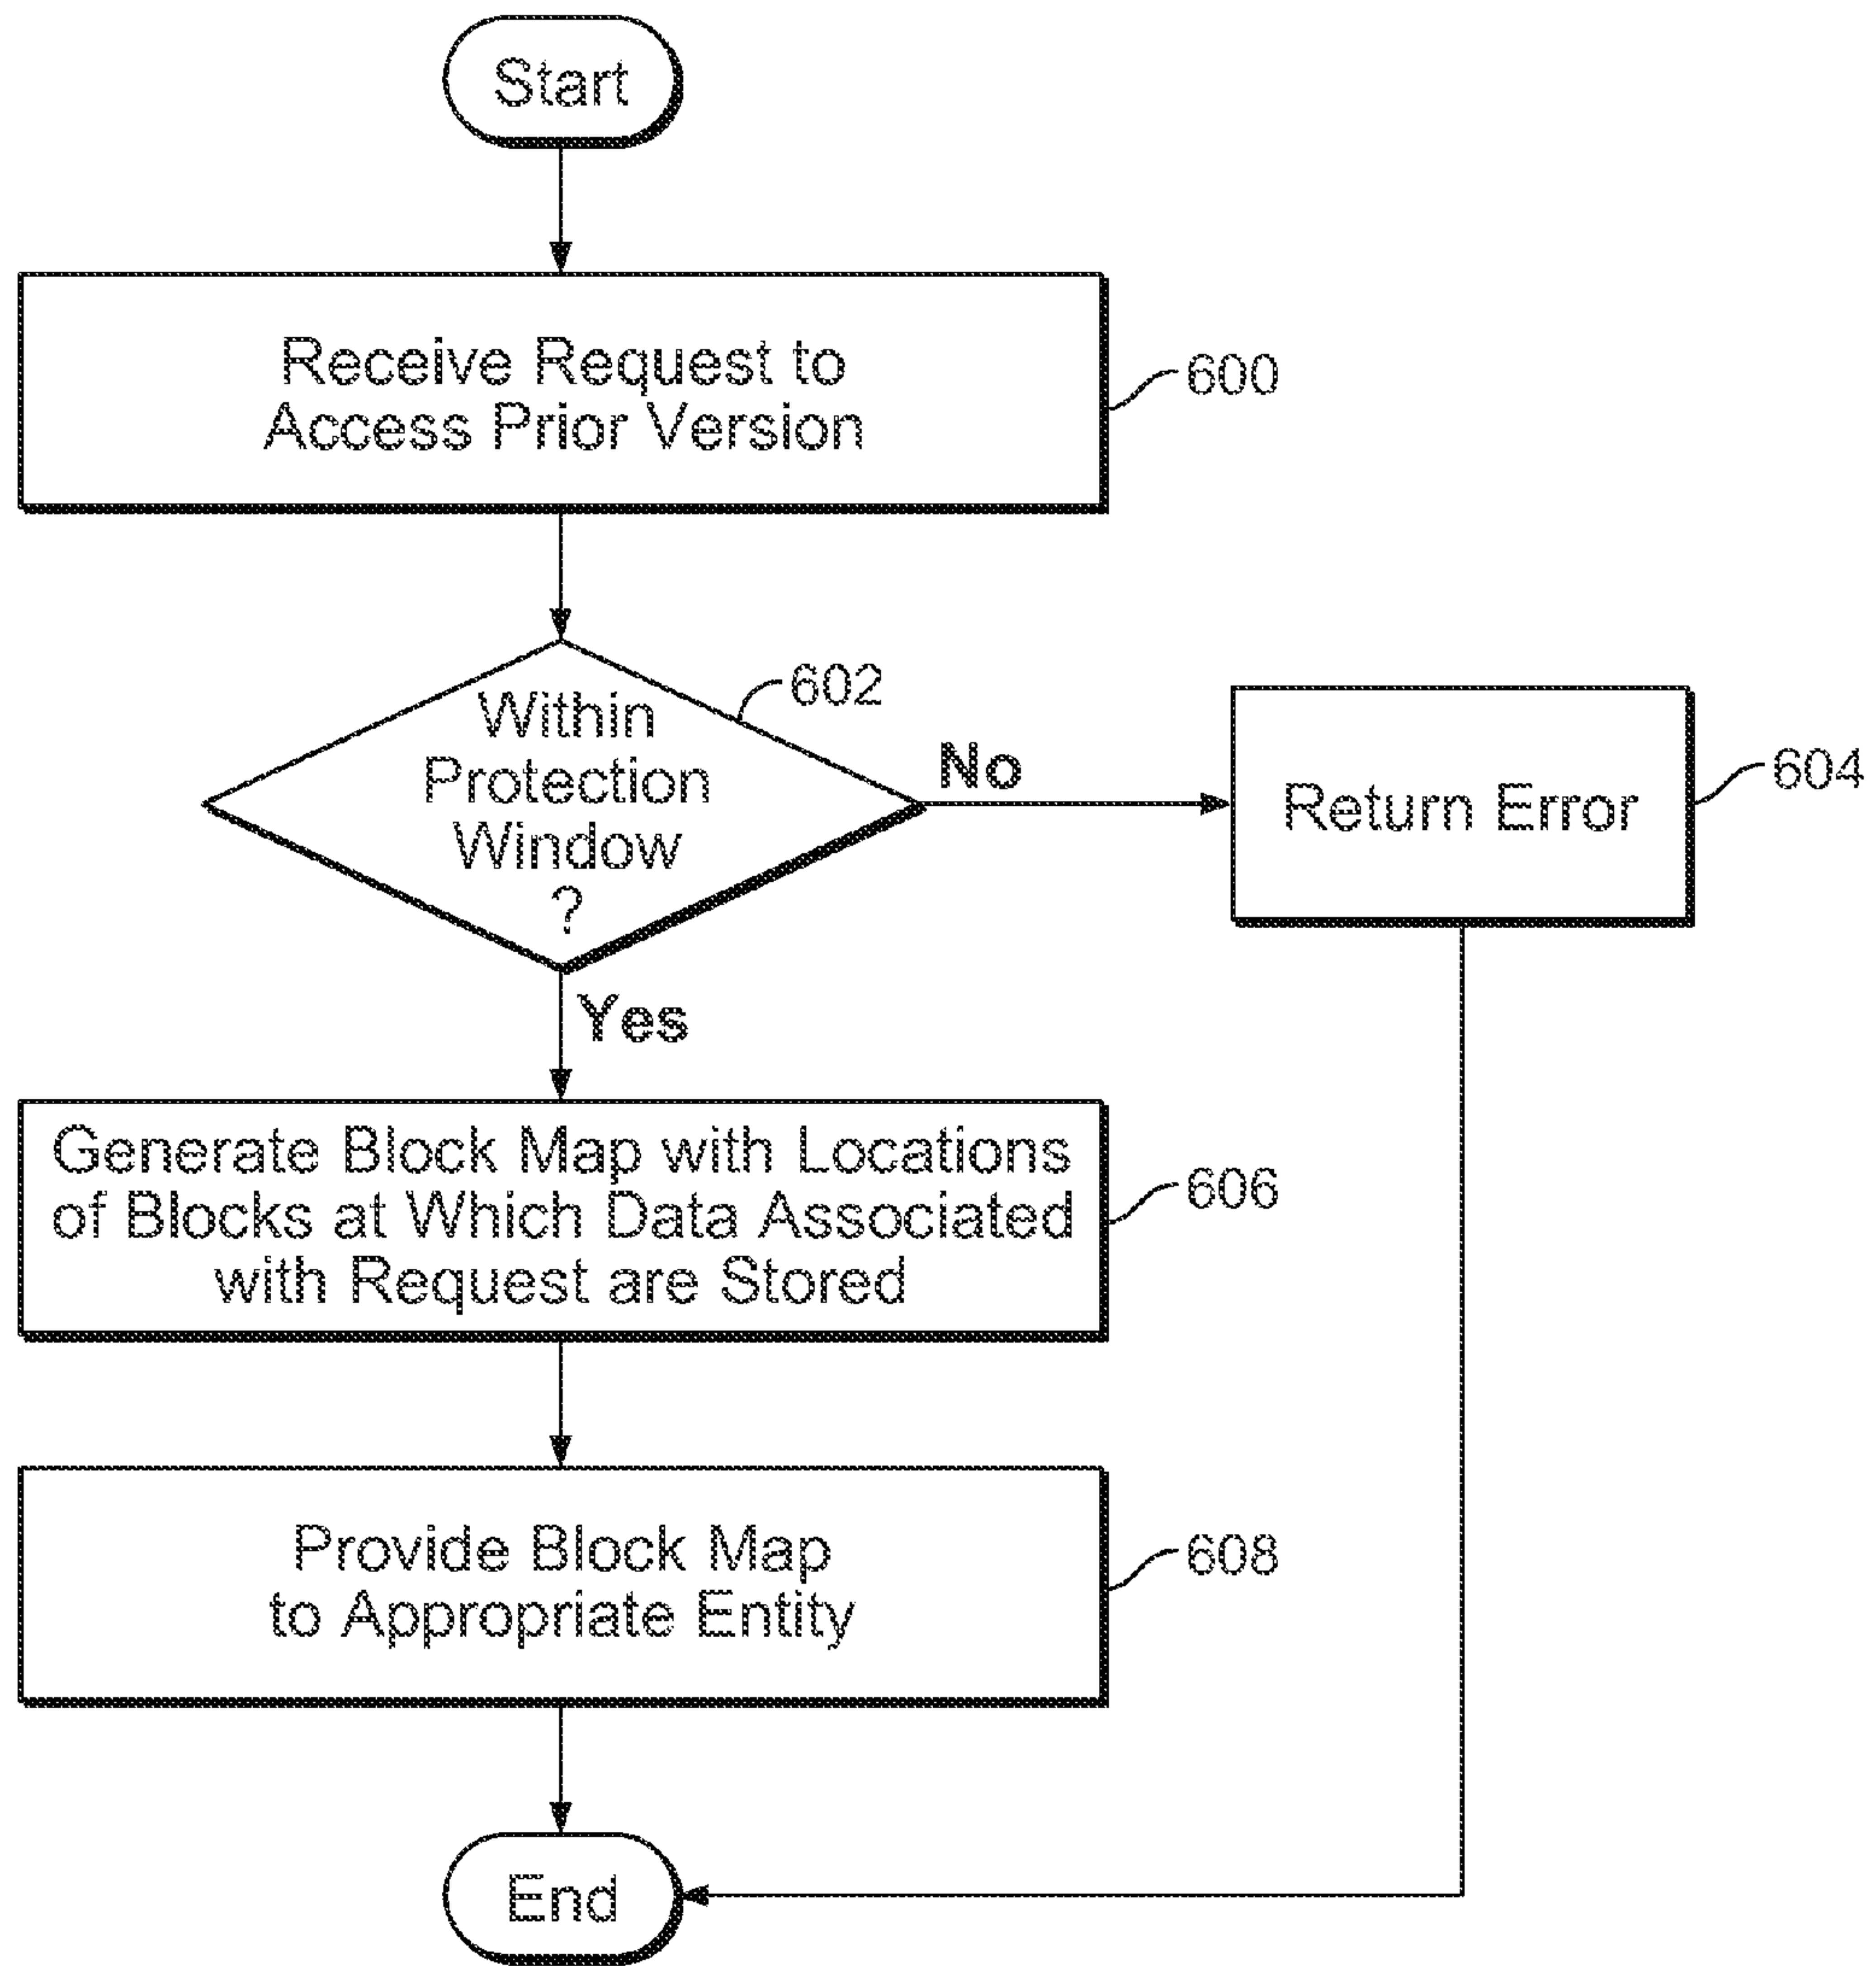 Start
Receive Request to
Access Prior Version
600
Within
Protection
Window
?
602
No
Return Error
604
Yes
Generate Block Map with Locations
of Blocks at Which Data Associated
with Request are Stored
606
Provide Block Map
to Appropriate Entity
608
End